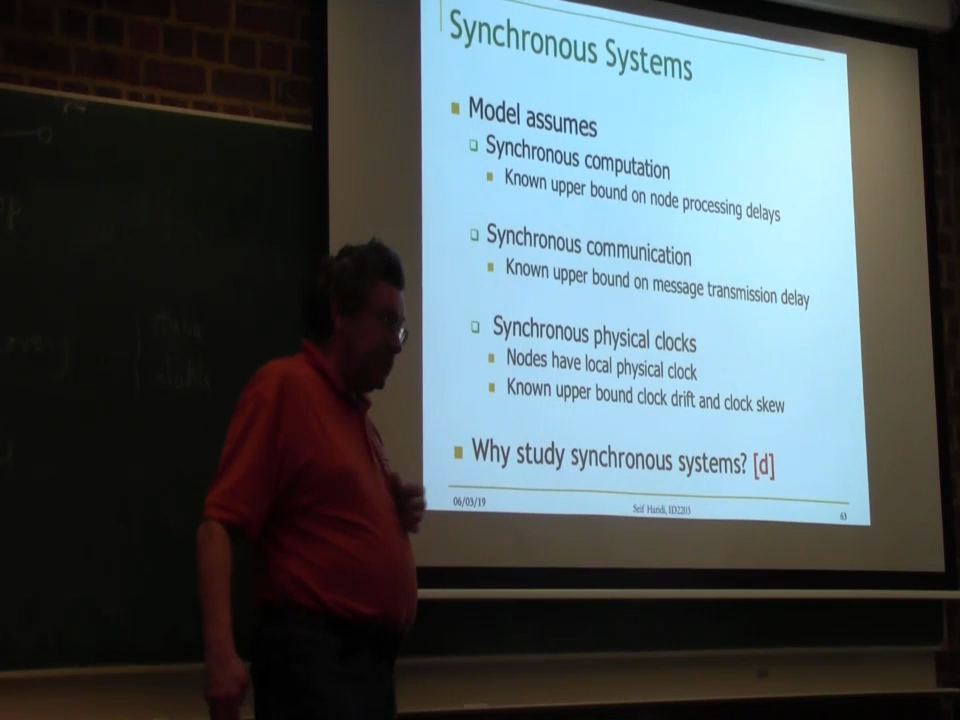 Synchronous Systems
Model assumes
Synchronous computation
Known upper bound on node processing delays
Synchronous communication
Known upper bound on message transmission delay
Synchronous physical clocks
Nodes have local physical clock
Known upper bound clock drift and clock skew
Why study synchronous systems? [d]
06/03/19
Seif Haridi, ID2203
63